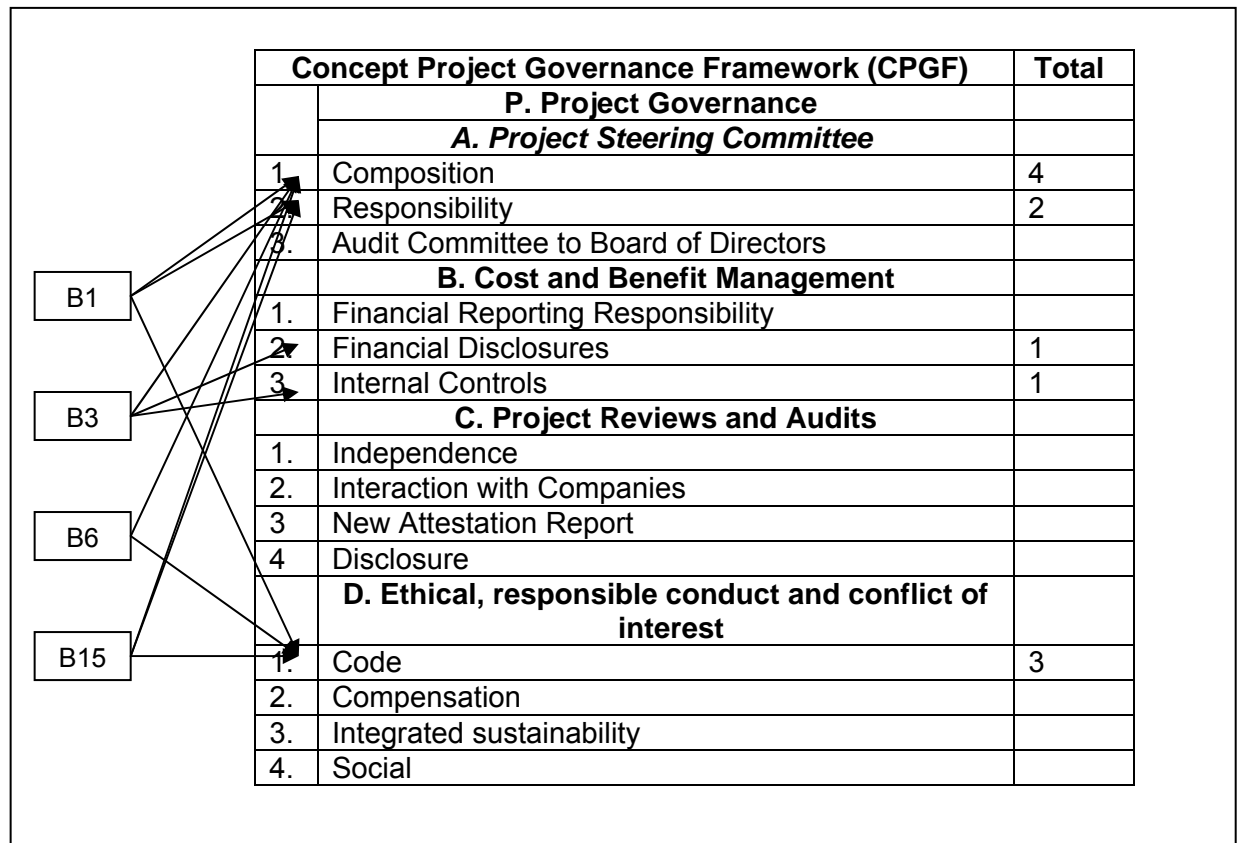 Concept Project Governance Framework (CPGF) Total
P. Project Governance
A. Project Steering Committee
1. Composition 4
2. Responsibility 2
3. Audit Committee to Board of Directors
B. Cost and Benefit Management
B1
1. Financial Reporting Responsibility
2. Financial Disclosures 1
3. Internal Controls 1
B3
C. Project Reviews and Audits
1. Independence
2. Interaction with Companies
B6
3 New Attestation Report
4 Disclosure
D. Ethical, responsible conduct and conflict of
interest
B15
1. Code 3
2. Compensation
3. Integrated sustainability
4. Social